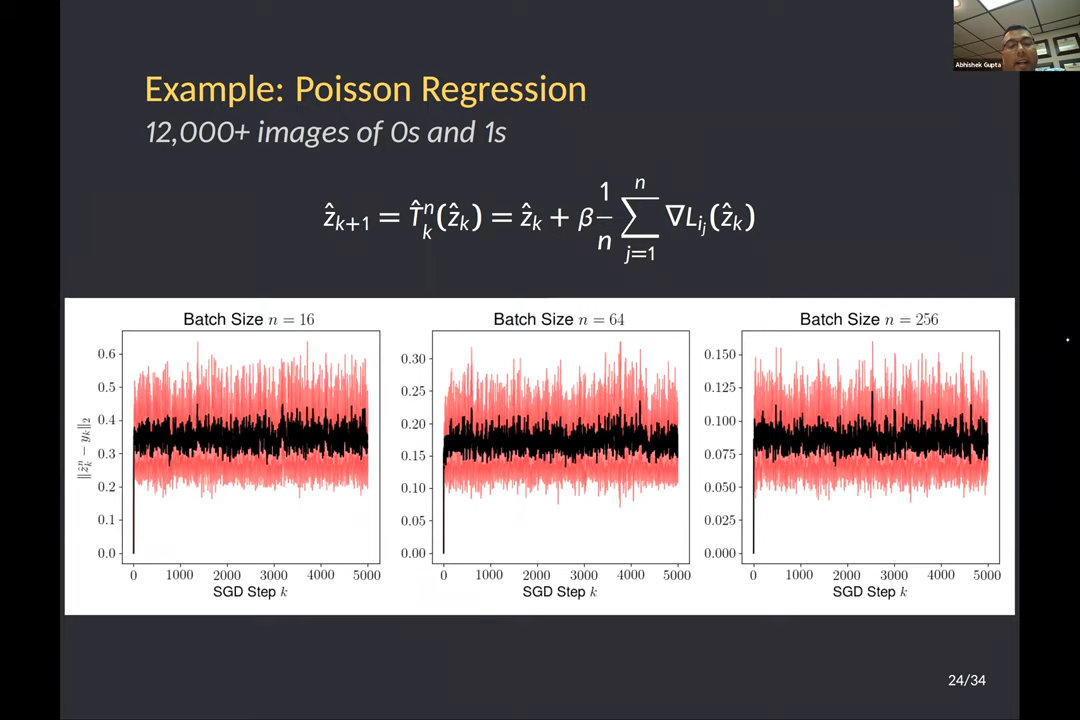 Abhishek Gupta
Example: Poisson Regression
12,000+ images of 0s and 1s
ẑ_{k+1} = T̂_k^n(ẑ_k) = ẑ_k + β \frac{1}{n} ∑_{j=1}^{n} ∇L_{i_j}(ẑ_k)
Batch Size n = 16
0.6
0.5
0.4
0.3
0.2
0.1
0.0
‖ẑ_k^n − y_k‖_2
0 1000 2000 3000 4000 5000
SGD Step k
Batch Size n = 64
0.30
0.25
0.20
0.15
0.10
0.05
0.00
0 1000 2000 3000 4000 5000
SGD Step k
Batch Size n = 256
0.150
0.125
0.100
0.075
0.050
0.025
0.000
0 1000 2000 3000 4000 5000
SGD Step k
24/34